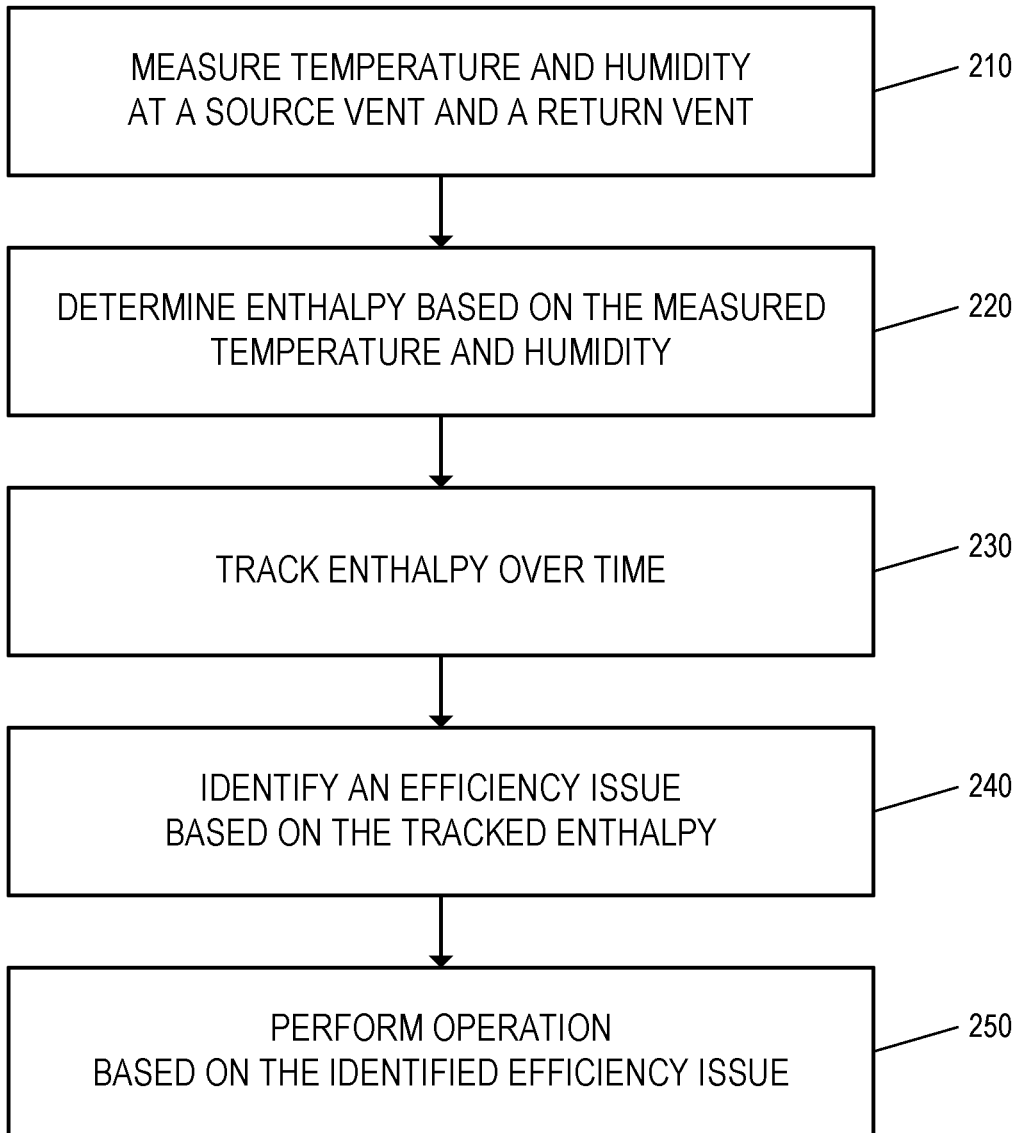 MEASURE TEMPERATURE AND HUMIDITY
AT A SOURCE VENT AND A RETURN VENT
210
DETERMINE ENTHALPY BASED ON THE MEASURED
TEMPERATURE AND HUMIDITY
220
TRACK ENTHALPY OVER TIME
230
IDENTIFY AN EFFICIENCY ISSUE
BASED ON THE TRACKED ENTHALPY
240
PERFORM OPERATION
BASED ON THE IDENTIFIED EFFICIENCY ISSUE
250